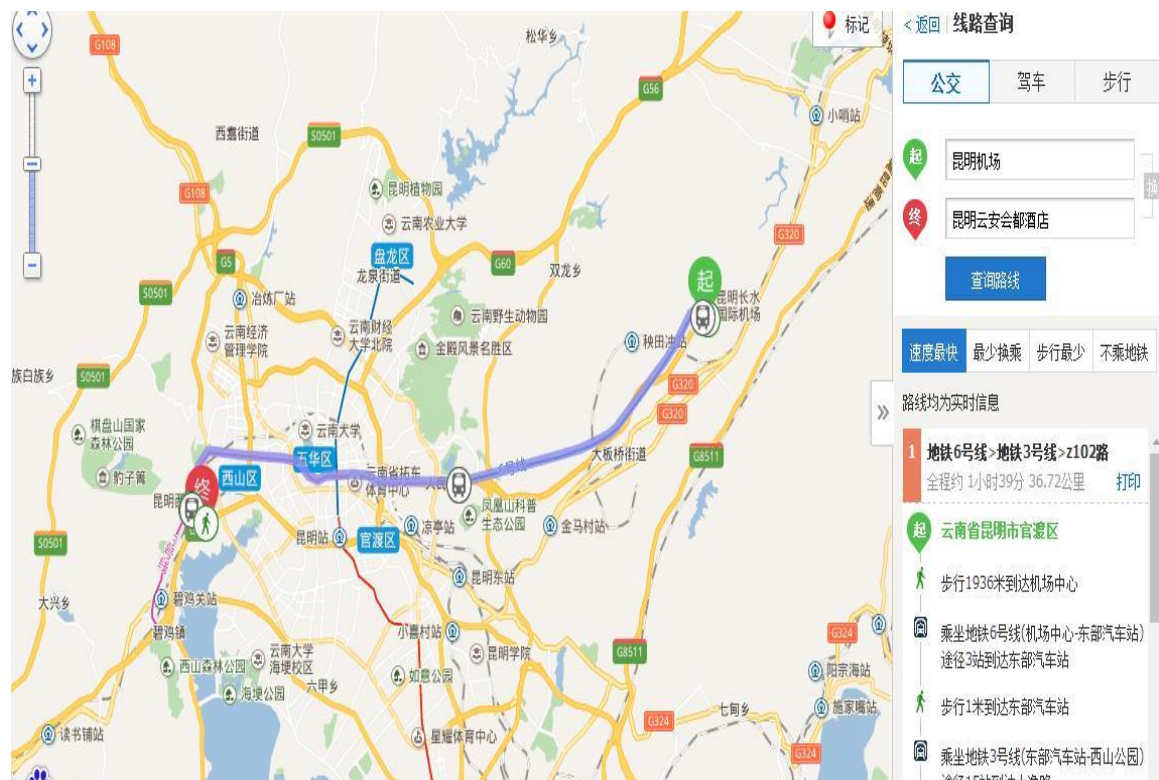 标记
< 返回 线路查询
公交 驾车 步行
起 昆明机场
换
终 昆明云安会都酒店
查询路线
速度最快 最少换乘 步行最少 不乘地铁
路线均为实时信息
1 地铁6号线>地铁3号线>z102路
全程约 1小时39分 36.72公里 打印
起 云南省昆明市官渡区
步行1936米到达机场中心
乘坐地铁6号线(机场中心-东部汽车站)
途径3站到达东部汽车站
步行1米到达东部汽车站
乘坐地铁3号线(东部汽车站-西山公园)
G108
松华乡
G56
小哨站
西翥街道
S0501
昆明植物园
G108
云南农业大学
G320
盘龙区
龙泉街道
G5
G60
双龙乡
起
S0501
冶炼厂站
昆明长水
国际机场
云南野生动物园
云南经济
管理学院
云南财经
大学北院
金殿风景名胜区
秧田冲站
族白族乡
S0501
G320
G320
棋盘山国家
森林公园
云南大学
豹子箐
西山区
五华区
6号线
大板桥街道
G8511
终
云南省拓东
体育中心
凤凰山科普
生态公园
S0501
昆明站
官渡区
凉亭站
金马村站
昆明东站
大兴乡
碧鸡关站
碧鸡镇
小喜村站
G324
云南大学
海埂校区
昆明学院
G8511
西山森林公园
如意公园
阳宗海站
海埂公园
六甲乡
七甸乡
施家嘴站
读书铺站
星耀体育中心
G324
G324